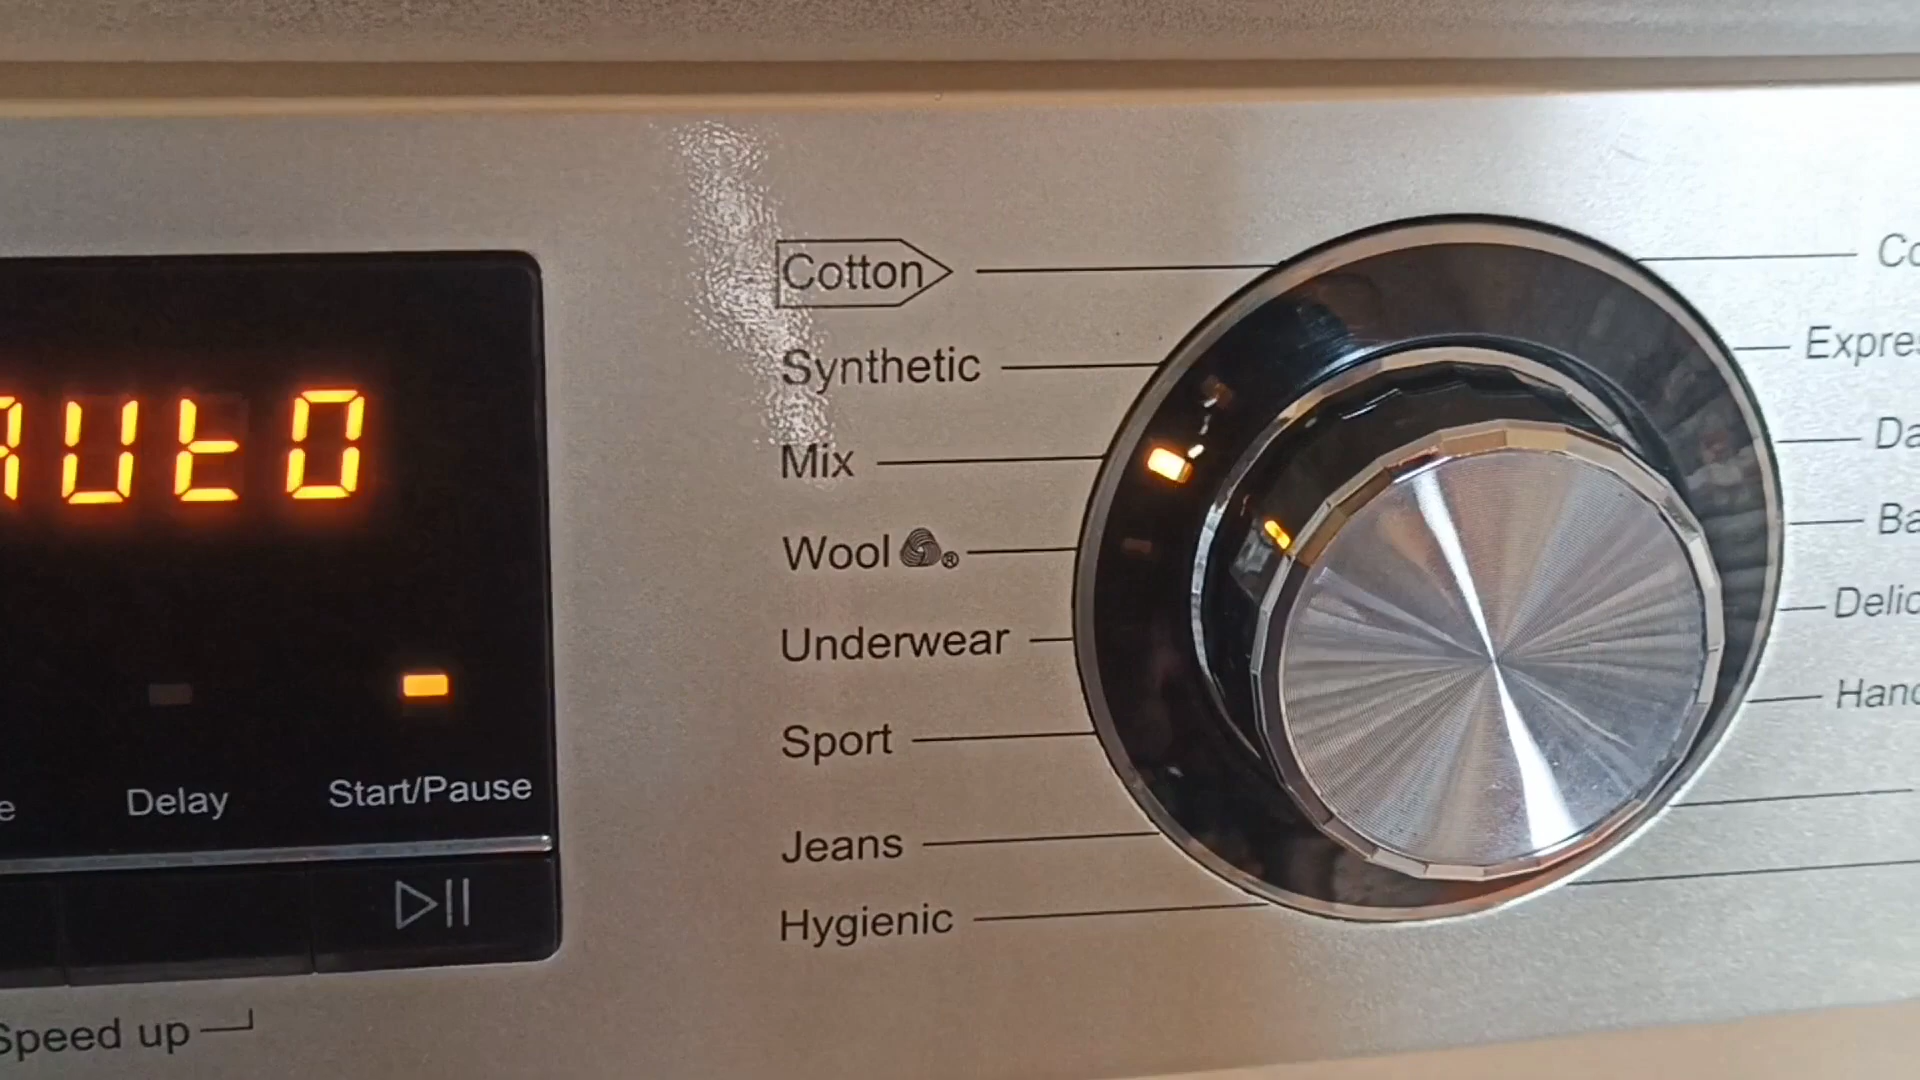 Cotton
Synthetic
Mix
Wool ®
Underwear
Sport
Jeans
Hygienic
AUtO
Delay
Start/Pause
Speed up